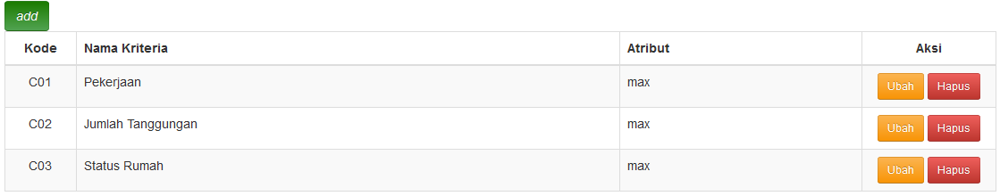 add
Kode Nama Kriteria Atribut Aksi
C01 Pekerjaan max Ubah Hapus
C02 Jumlah Tanggungan max Ubah Hapus
C03 Status Rumah max Ubah Hapus